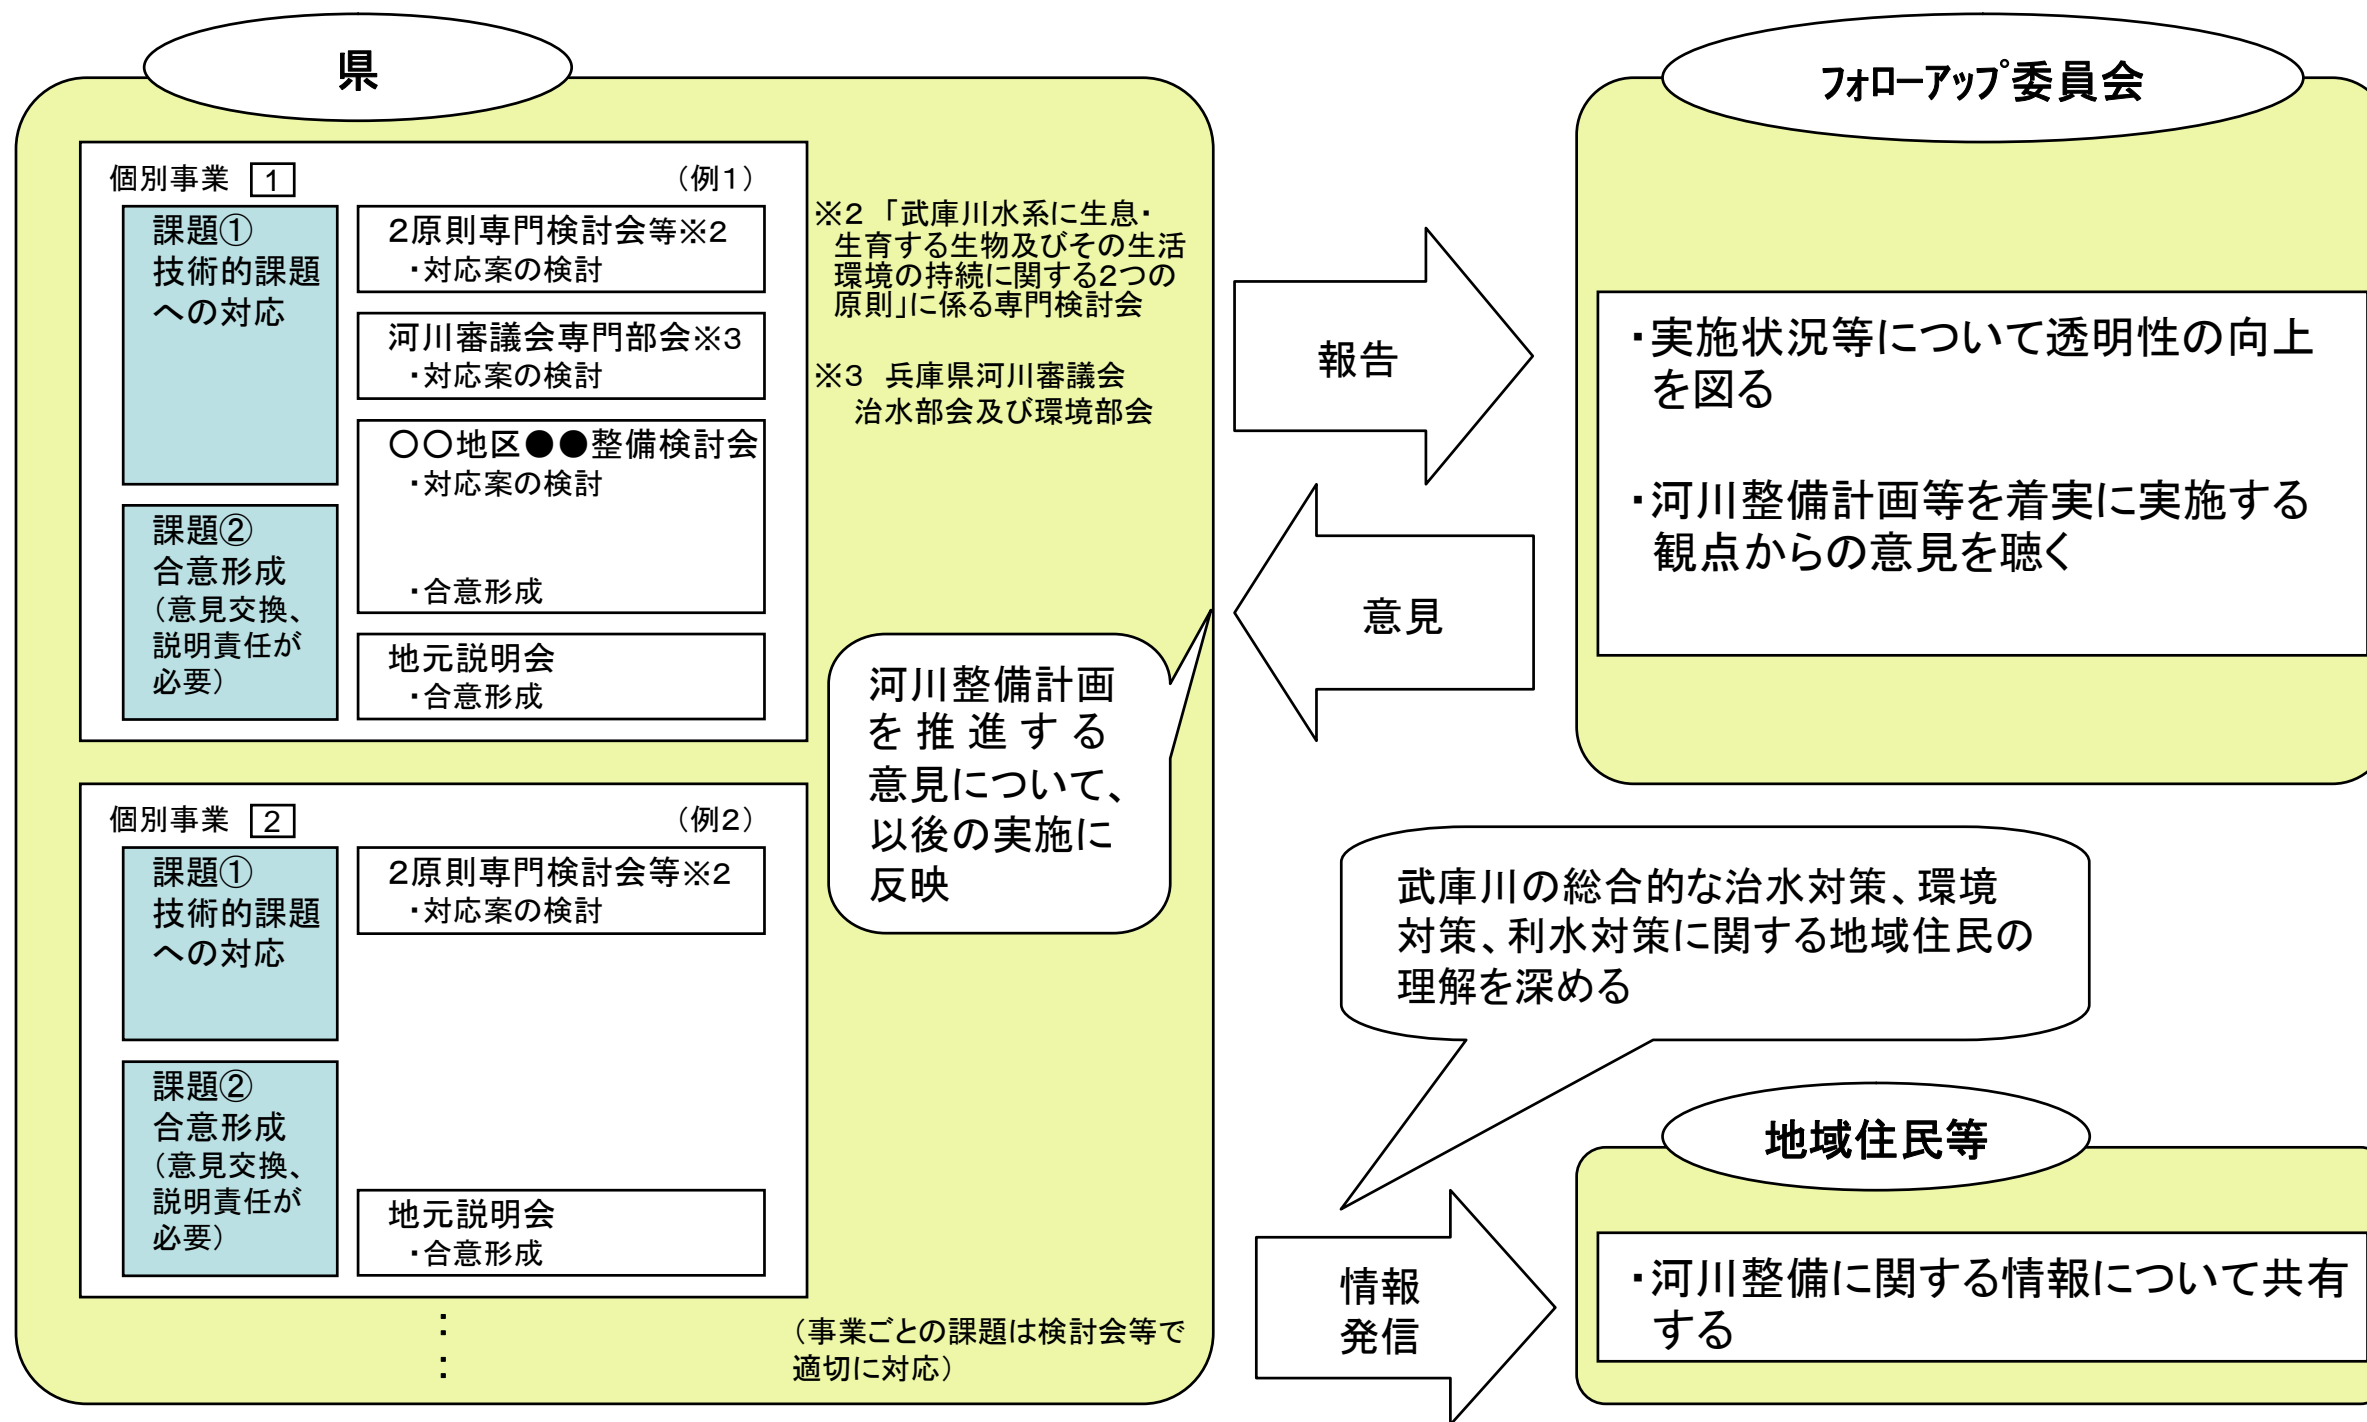 県
個別事業 1 （例１）
課題①
技術的課題
への対応
２原則専門検討会等※2
・対応案の検討
河川審議会専門部会※3
・対応案の検討
〇〇地区●●整備検討会
・対応案の検討
・合意形成
課題②
合意形成
（意見交換、
説明責任が
必要）
地元説明会
・合意形成
※2 「武庫川水系に生息・
生育する生物及びその生活
環境の持続に関する2つの
原則」に係る専門検討会
※3 兵庫県河川審議会
治水部会及び環境部会
河川整備計画
を推進する
意見について、
以後の実施に
反映
個別事業 2 （例２）
課題①
技術的課題
への対応
２原則専門検討会等※2
・対応案の検討
課題②
合意形成
（意見交換、
説明責任が
必要）
地元説明会
・合意形成
：
：
（事業ごとの課題は検討会等で
適切に対応）
報告
意見
フォローアップ委員会
・実施状況等について透明性の向上
を図る
・河川整備計画等を着実に実施する
観点からの意見を聴く
武庫川の総合的な治水対策、環境
対策、利水対策に関する地域住民の
理解を深める
情報
発信
地域住民等
・河川整備に関する情報について共有
する